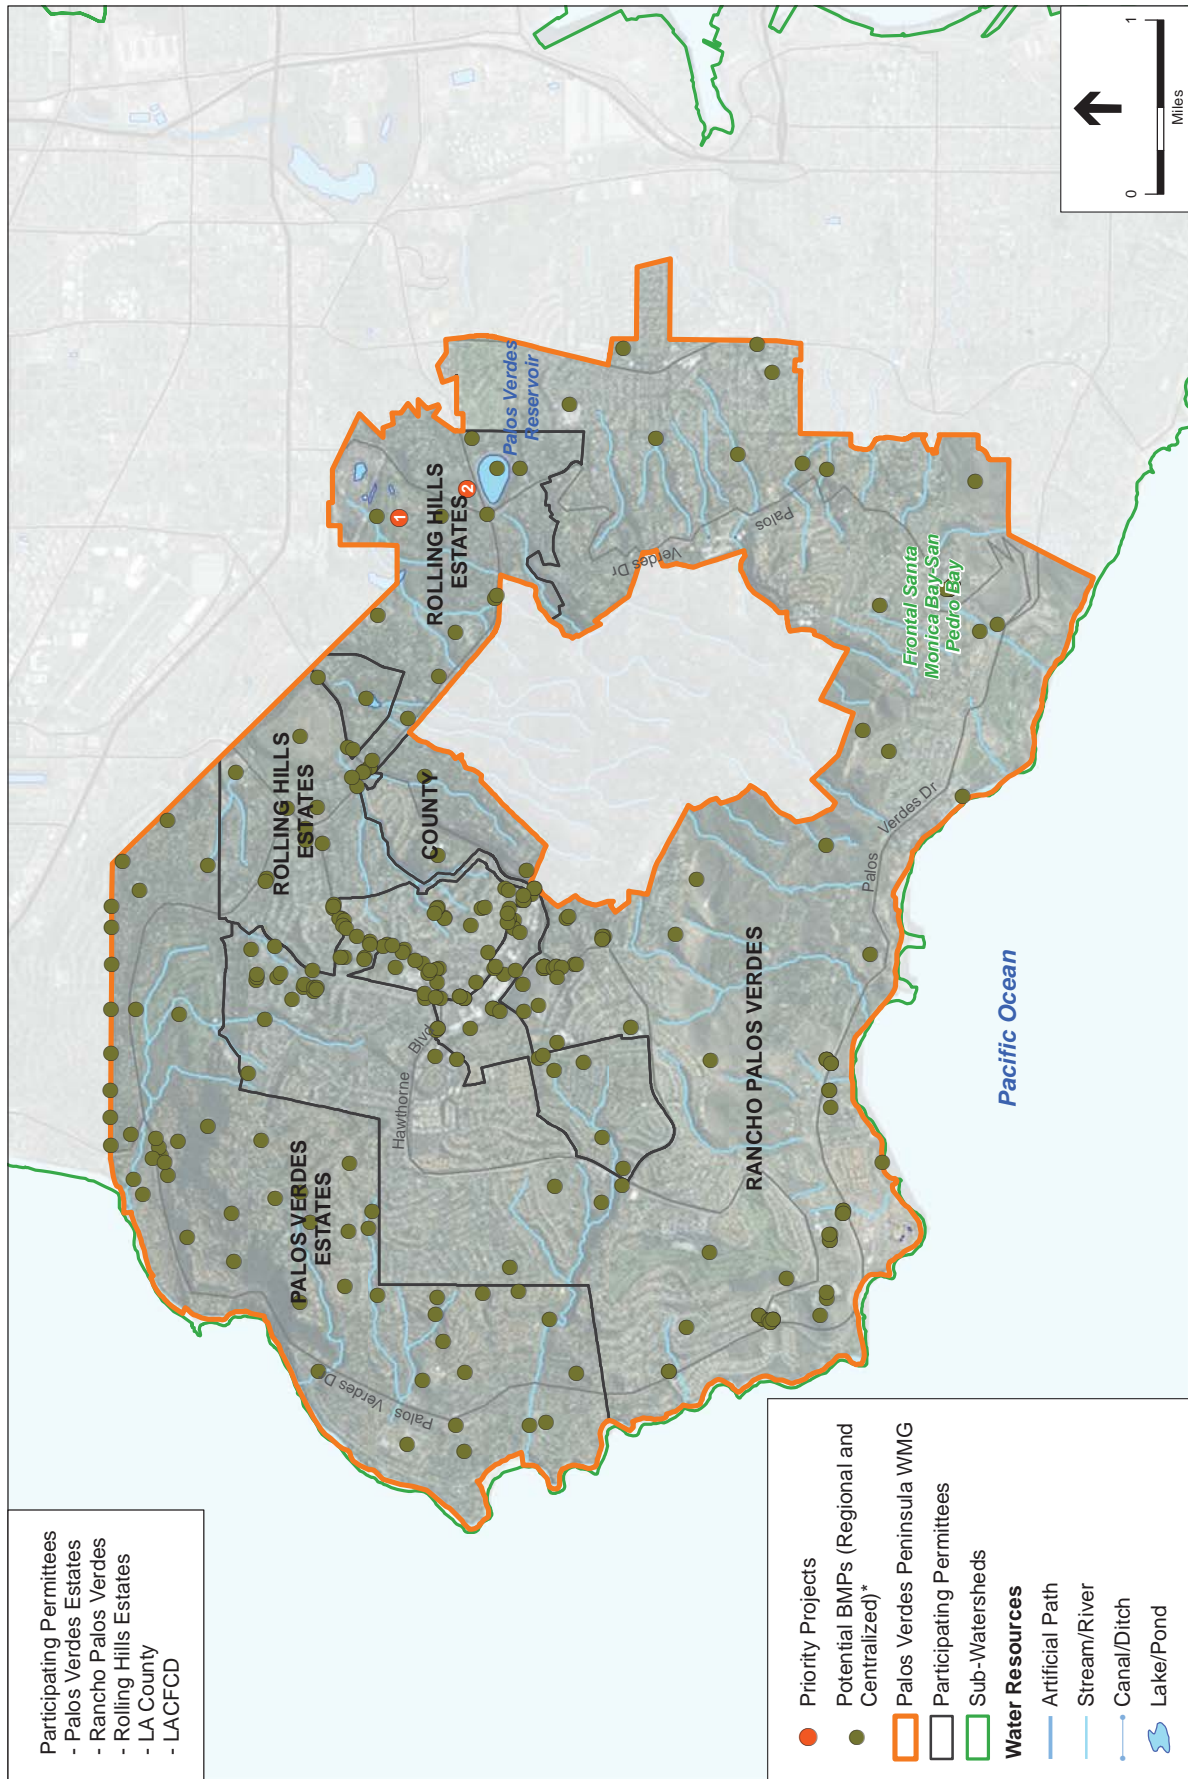 Participating Permittees
- Palos Verdes Estates
- Rancho Palos Verdes
- Rolling Hills Estates
- LA County
- LACFCD
PALOS VERDES
ESTATES
ROLLING HILLS
ESTATES
ROLLING HILLS
ESTATES
COUNTY
RANCHO PALOS VERDES
Hawthorne
Blvd
Palos
Verdes Dr
Palos
Verdes Dr
Palos
Verdes Dr
1
2
Palos Verdes
Reservoir
Frontal Santa
Monica Bay-San
Pedro Bay
Pacific Ocean
Priority Projects
Potential BMPs (Regional and
Centralized)*
Palos Verdes Peninsula WMG
Participating Permittees
Sub-Watersheds
Water Resources
Artificial Path
Stream/River
Canal/Ditch
Lake/Pond
0
1
Miles